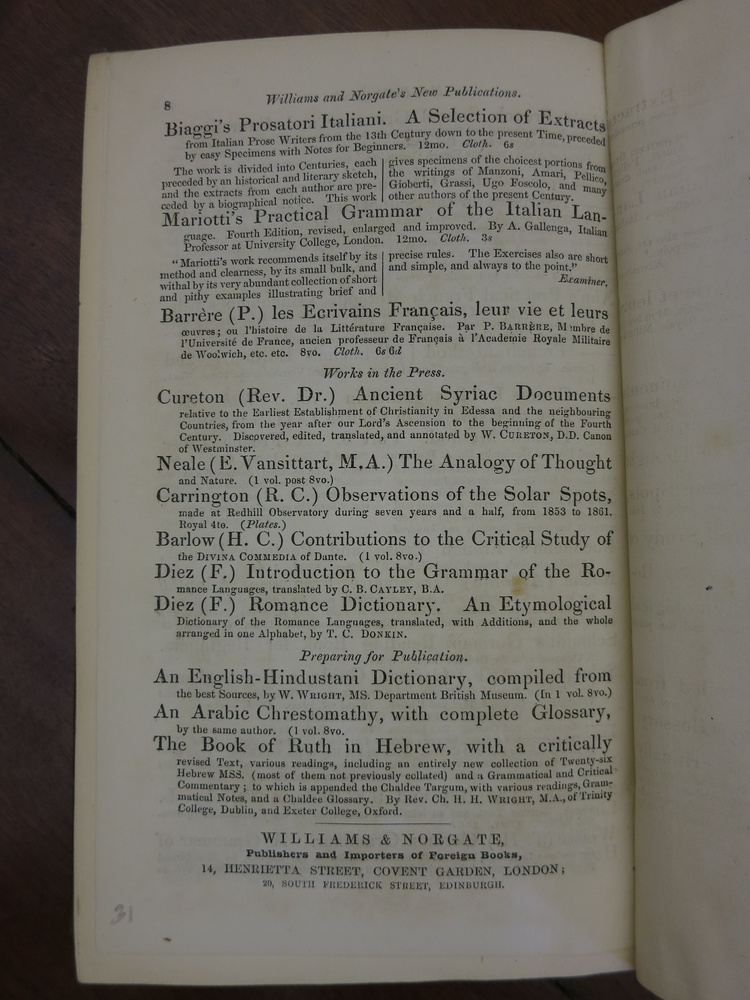 8
Williams and Norgate's New Publications.
Biaggi's Prosatori Italiani. A Selection of Extracts
from Italian Prose Writers from the 13th Century down to the present Time, preceded
by easy Specimens with Notes for Beginners. 12mo. Cloth. 6s
The work is divided into Centuries, each
preceded by an historical and literary sketch,
and the extracts from each author are pre-
ceded by a biographical notice. This work
gives specimens of the choicest portions from
the writings of Manzoni, Amari, Pellico,
Gioberti, Grassi, Ugo Foscolo, and many
other authors of the present Century.
Mariotti's Practical Grammar of the Italian Lan-
guage. Fourth Edition, revised, enlarged and improved. By A. Gallenga, Italian
Professor at University College, London. 12mo. Cloth. 3s
"Mariotti's work recommends itself by its
method and clearness, by its small bulk, and
withal by its very abundant collection of short
and pithy examples illustrating brief and
precise rules. The Exercises also are short
and simple, and always to the point."
Examiner.
Barrère (P.) les Ecrivains Français, leur vie et leurs
œuvres; ou l'histoire de la Littérature Française. Par P. BARRÈRE, Membre de
l'Université de France, ancien professeur de Français à l'Academie Royale Militaire
de Woolwich, etc. etc. 8vo. Cloth. 6s 6d
Works in the Press.
Cureton (Rev. Dr.) Ancient Syriac Documents
relative to the Earliest Establishment of Christianity in Edessa and the neighbouring
Countries, from the year after our Lord's Ascension to the beginning of the Fourth
Century. Discovered, edited, translated, and annotated by W. CURETON, D.D. Canon
of Westminster.
Neale (E. Vansittart, M.A.) The Analogy of Thought
and Nature. (1 vol. post 8vo.)
Carrington (R. C.) Observations of the Solar Spots,
made at Redhill Observatory during seven years and a half, from 1853 to 1861.
Royal 4to. (Plates.)
Barlow (H. C.) Contributions to the Critical Study of
the DIVINA COMMEDIA of Dante. (1 vol. 8vo.)
Diez (F.) Introduction to the Grammar of the Ro-
mance Languages, translated by C. B. CAYLEY, B.A.
Diez (F.) Romance Dictionary. An Etymological
Dictionary of the Romance Languages, translated, with Additions, and the whole
arranged in one Alphabet, by T. C. DONKIN.
Preparing for Publication.
An English-Hindustani Dictionary, compiled from
the best Sources, by W. WRIGHT, MS. Department British Museum. (In 1 vol. 8vo.)
An Arabic Chrestomathy, with complete Glossary,
by the same author. (1 vol. 8vo.
The Book of Ruth in Hebrew, with a critically
revised Text, various readings, including an entirely new collection of Twenty-six
Hebrew MSS. (most of them not previously collated) and a Grammatical and Critical
Commentary; to which is appended the Chaldee Targum, with various readings, Gram-
matical Notes, and a Chaldee Glossary. By Rev. Ch. H. H. WRIGHT, M.A., of Trinity
College, Dublin, and Exeter College, Oxford.
WILLIAMS & NORGATE,
Publishers and Importers of Foreign Books,
14, HENRIETTA STREET, COVENT GARDEN, LONDON;
20, SOUTH FREDERICK STREET, EDINBURGH.
31